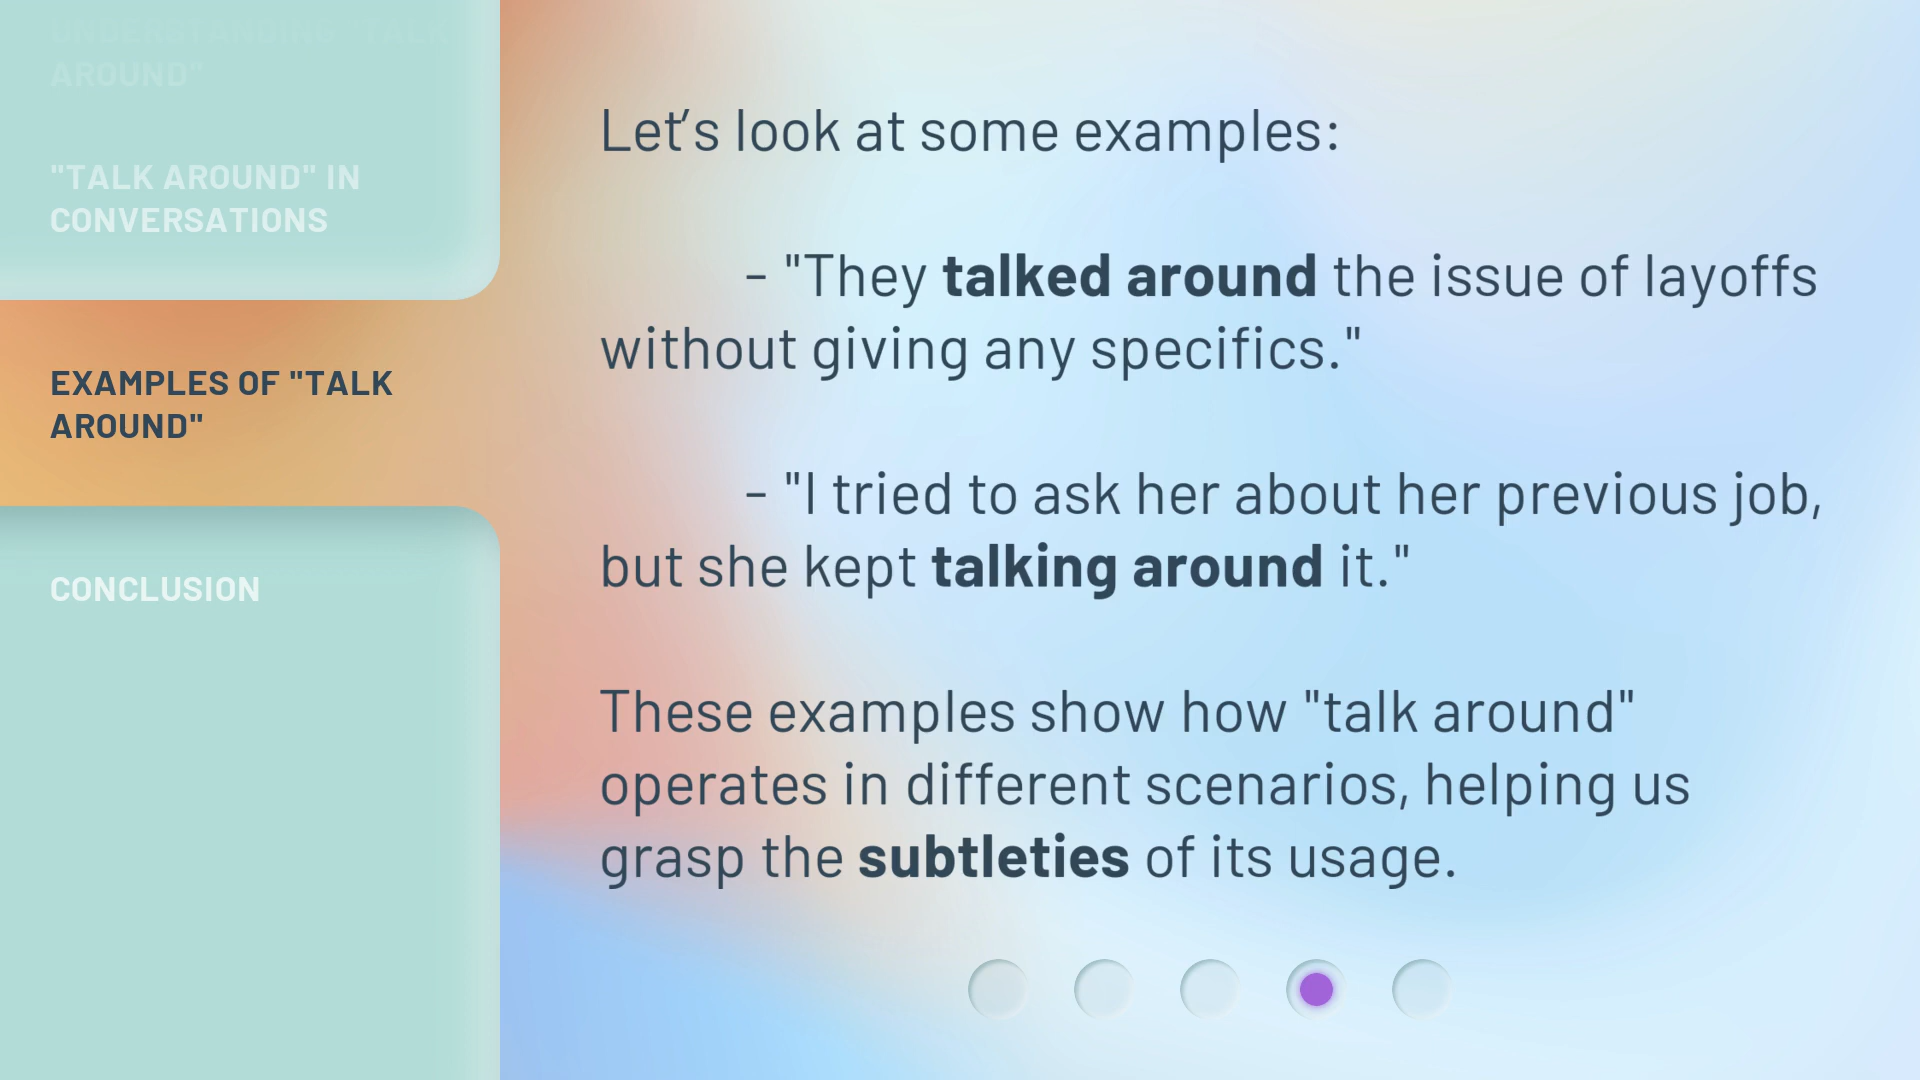 UNDERSTANDING "TALK
AROUND"
"TALK AROUND" IN
CONVERSATIONS
EXAMPLES OF "TALK
AROUND"
CONCLUSION
Let's look at some examples:
- "They talked around the issue of layoffs
without giving any specifics."
- "I tried to ask her about her previous job,
but she kept talking around it."
These examples show how "talk around"
operates in different scenarios, helping us
grasp the subtleties of its usage.